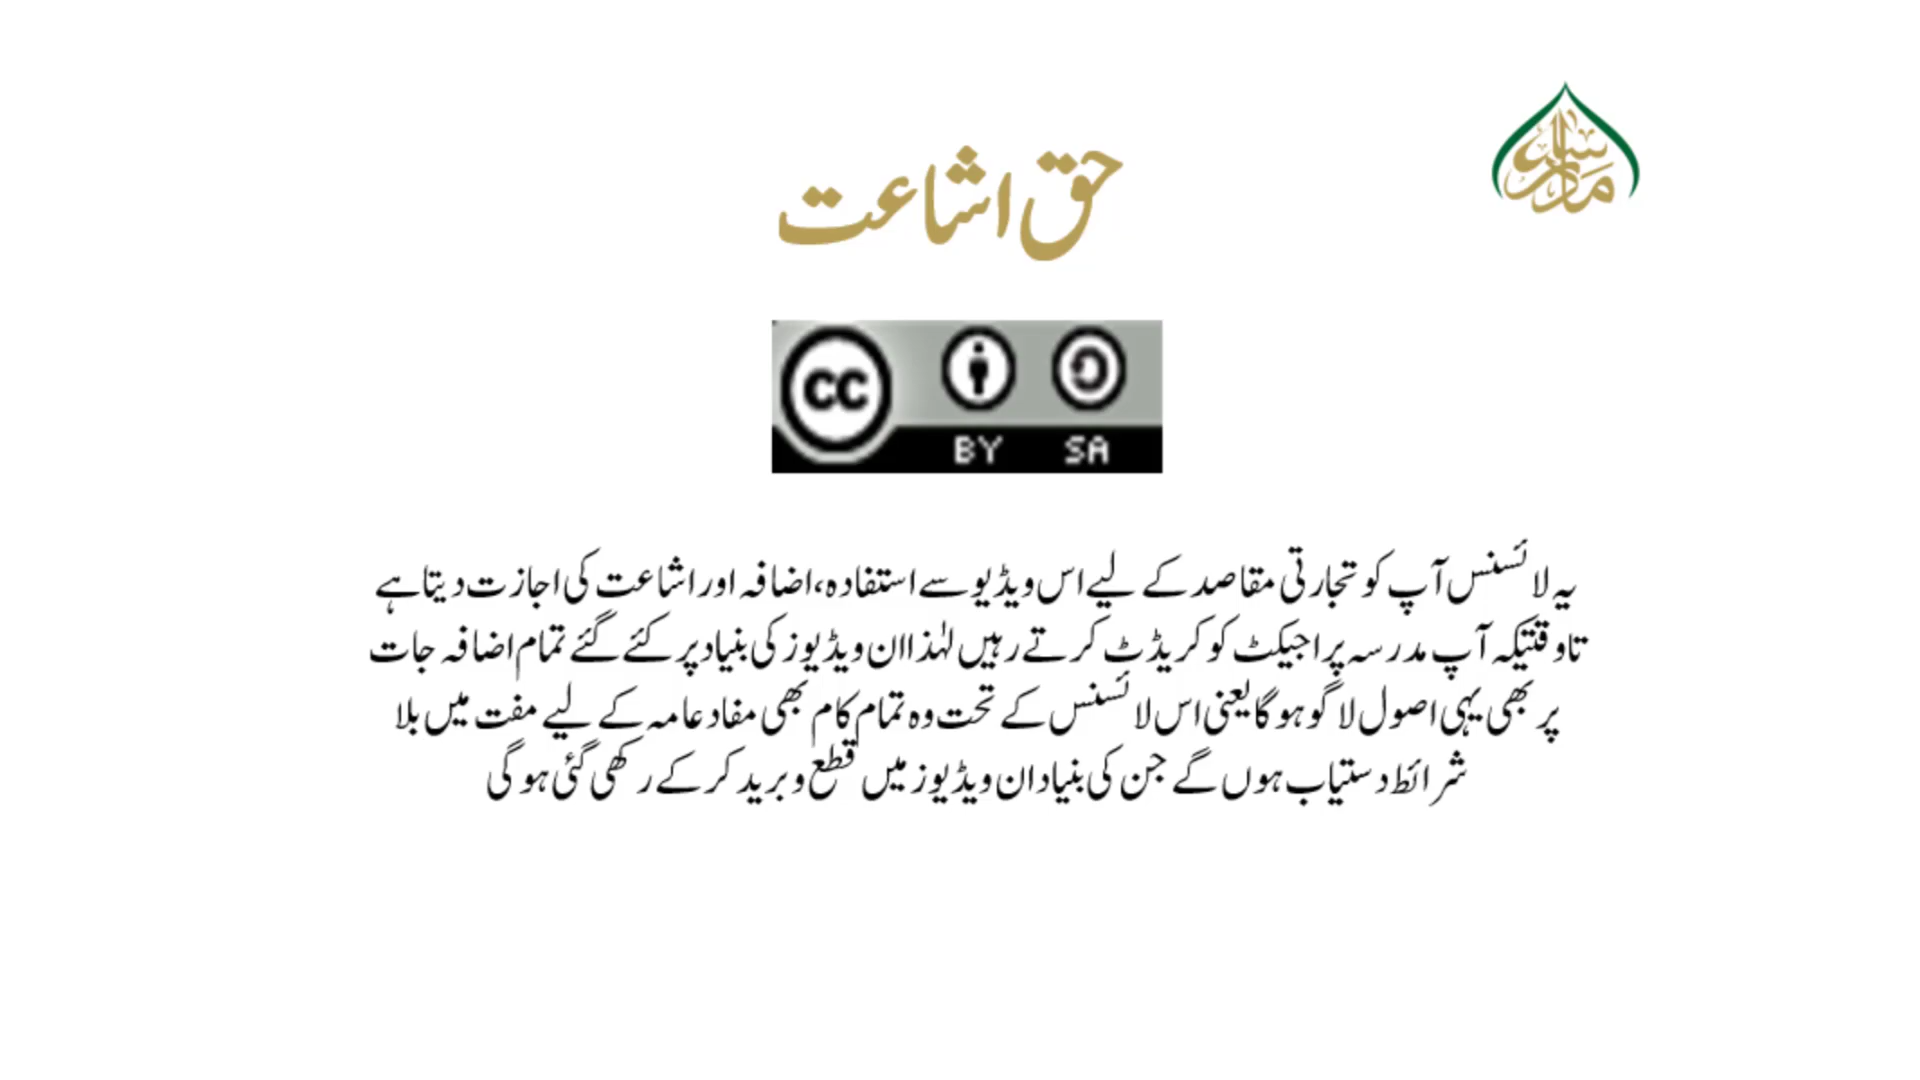 حق اشاعت
cc
BY SA
یہ لائسنس آپ کو تجارتی مقاصد کے لیے اس ویڈیو سے استفادہ، اضافہ اور اشاعت کی اجازت دیتا ہے
تاوقتیکہ آپ مدرسہ پراجیکٹ کو کریڈٹ کرتے رہیں لہٰذا ان ویڈیوز کی بنیاد پر کئے گئے تمام اضافہ جات
پر بھی یہی اصول لاگو ہوگا یعنی اس لائسنس کے تحت وہ تمام کام بھی مفاد عامہ کے لیے مفت میں بلا
شرائط دستیاب ہوں گے جن کی بنیاد ان ویڈیوز میں قطع و برید کر کے رکھی گئی ہوگی